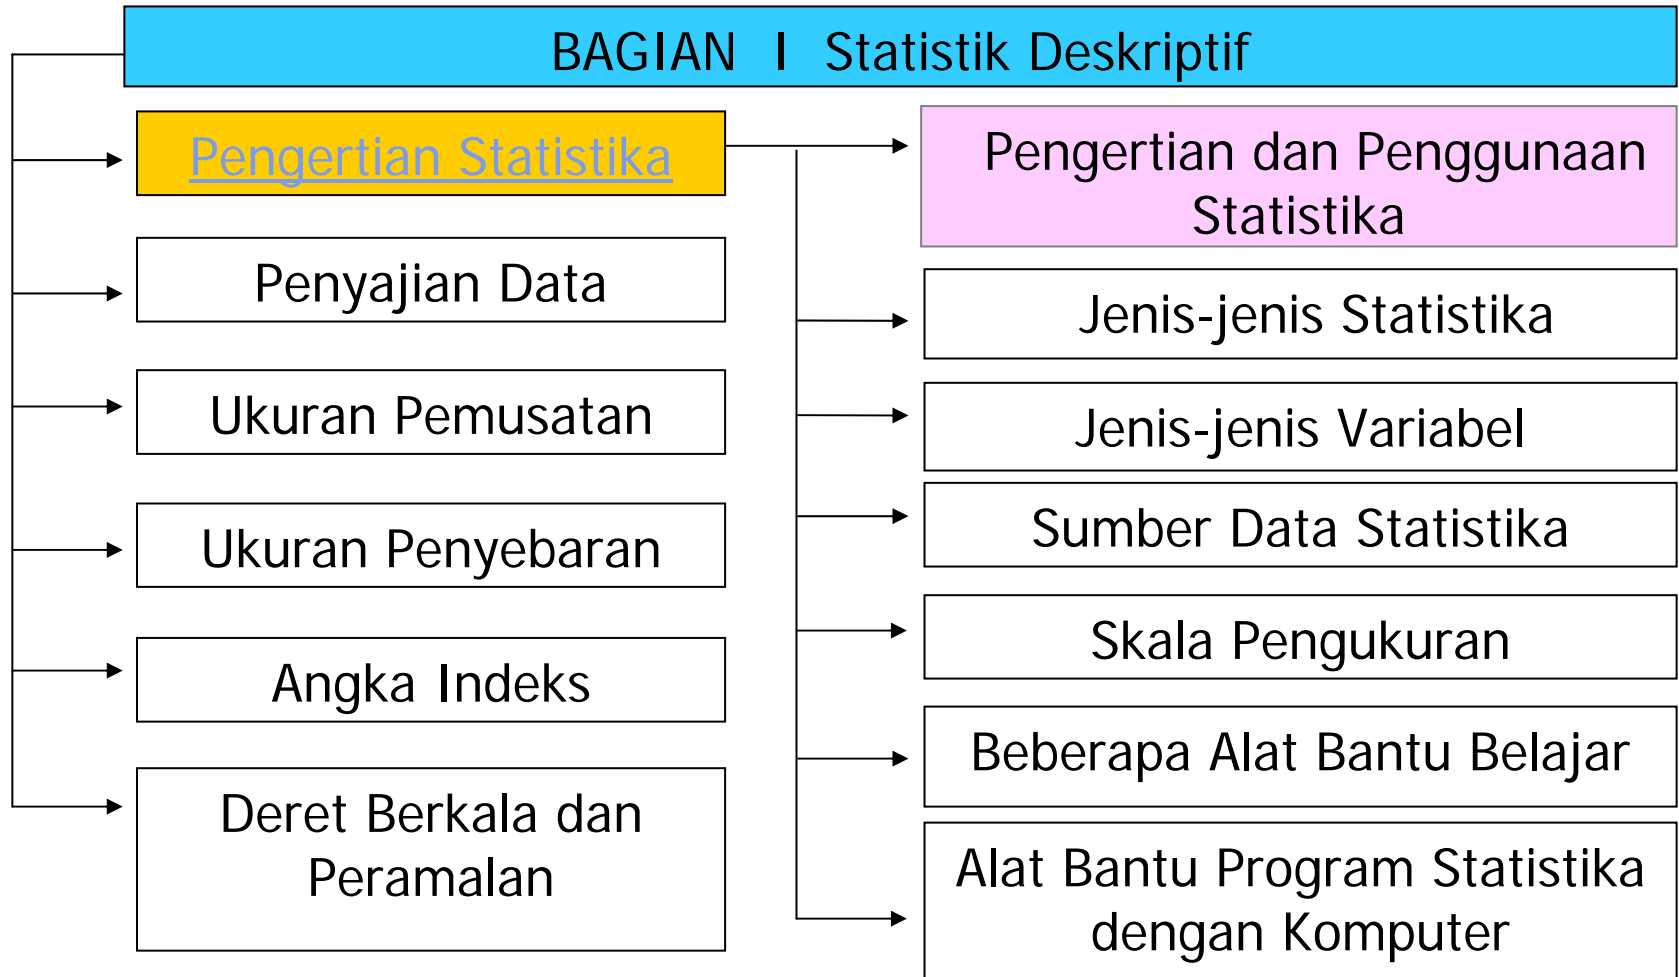 BAGIAN I Statistik Deskriptif
Pengertian Statistika
Penyajian Data
Ukuran Pemusatan
Ukuran Penyebaran
Angka Indeks
Deret Berkala dan
Peramalan
Pengertian dan Penggunaan
Statistika
Jenis-jenis Statistika
Jenis-jenis Variabel
Sumber Data Statistika
Skala Pengukuran
Beberapa Alat Bantu Belajar
Alat Bantu Program Statistika
dengan Komputer